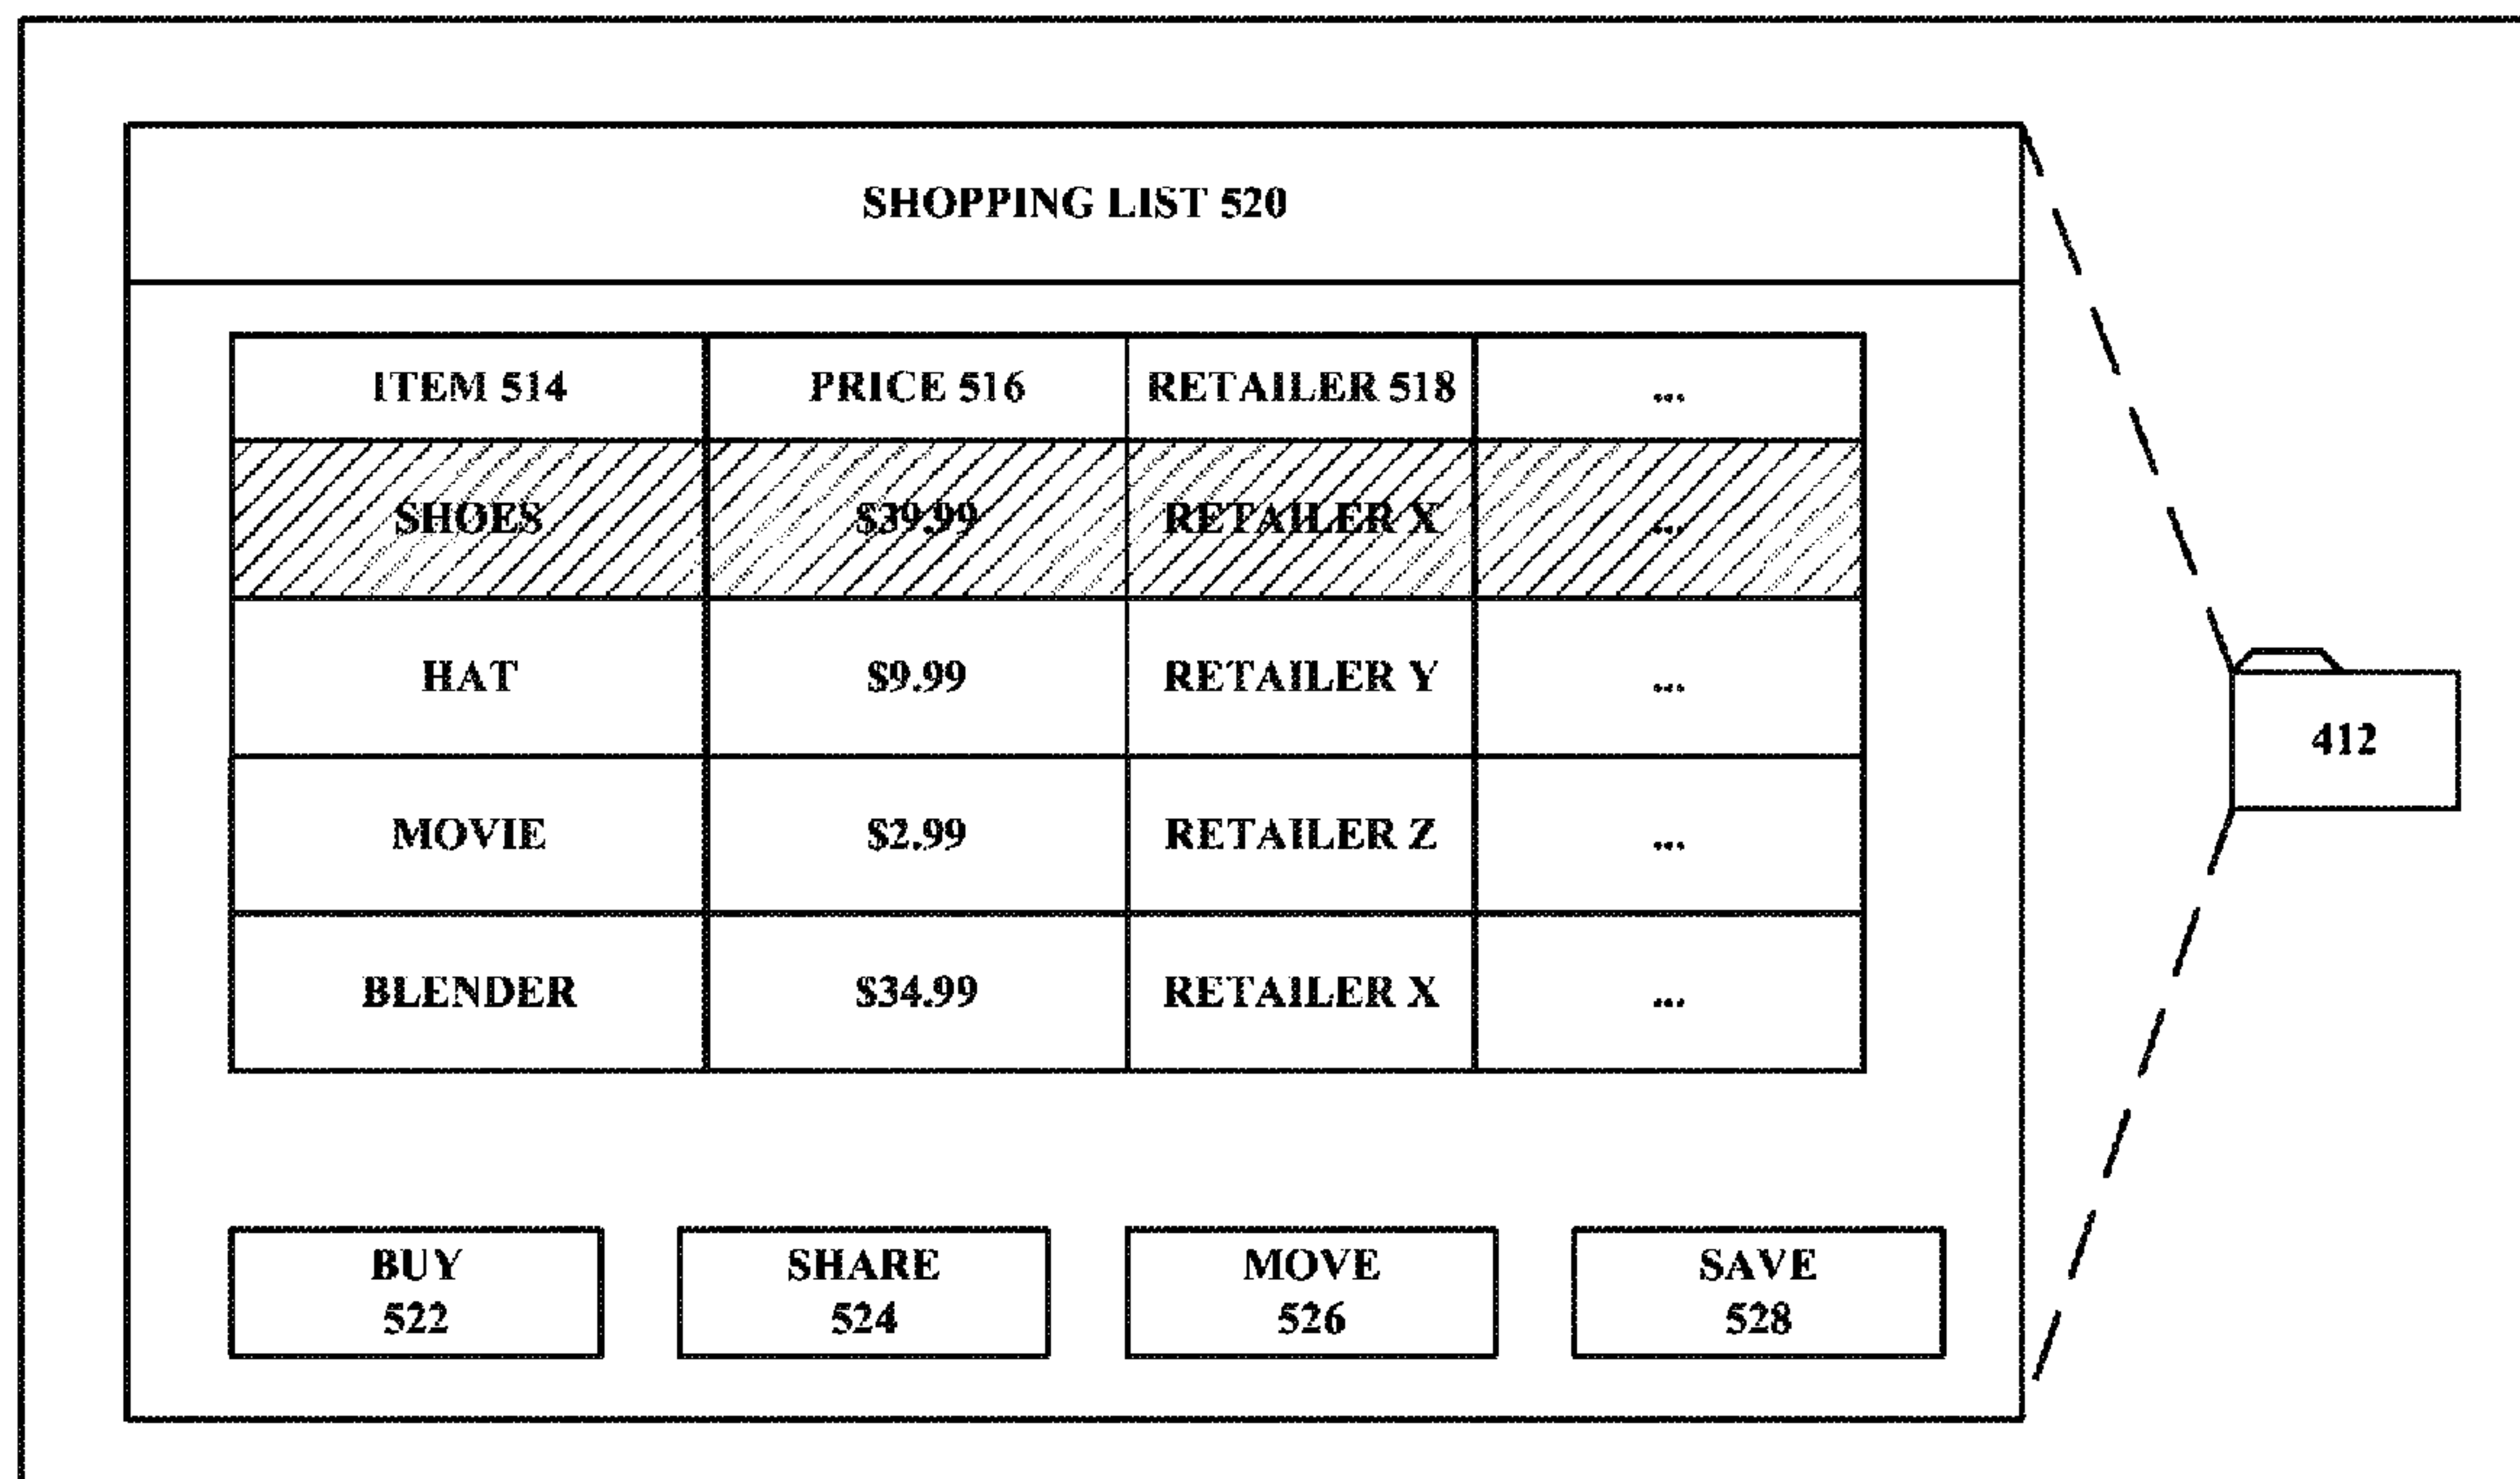 SHOPPING LIST 520
ITEM 514 PRICE 516 RETAILER 518 ...
SHOES $39.99 RETAILER X ...
HAT $9.99 RETAILER Y ...
MOVIE $2.99 RETAILER Z ...
BLENDER $34.99 RETAILER X ...
412
BUY
522
SHARE
524
MOVE
526
SAVE
528